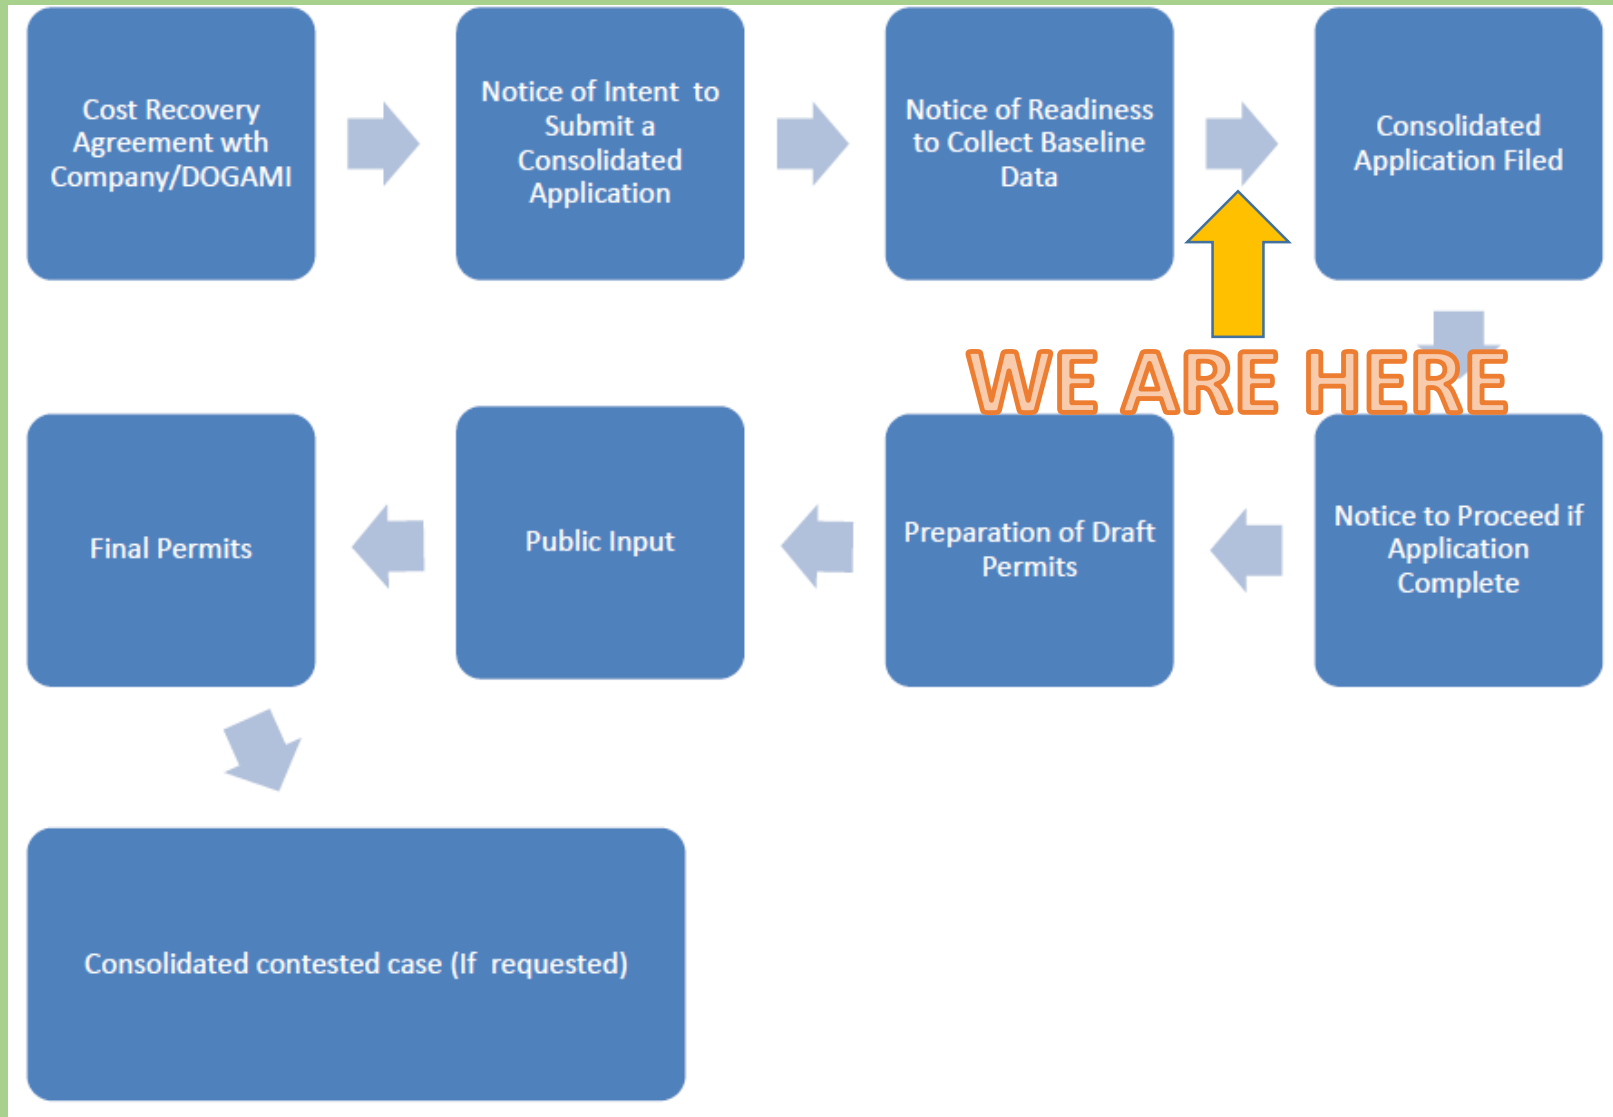 Cost Recovery
Agreement wth
Company/DOGAMI
Notice of Intent to
Submit a
Consolidated
Application
Notice of Readiness
to Collect Baseline
Data
Consolidated
Application Filed
WE ARE HERE
Notice to Proceed if
Application
Complete
Preparation of Draft
Permits
Public Input
Final Permits
Consolidated contested case (If requested)